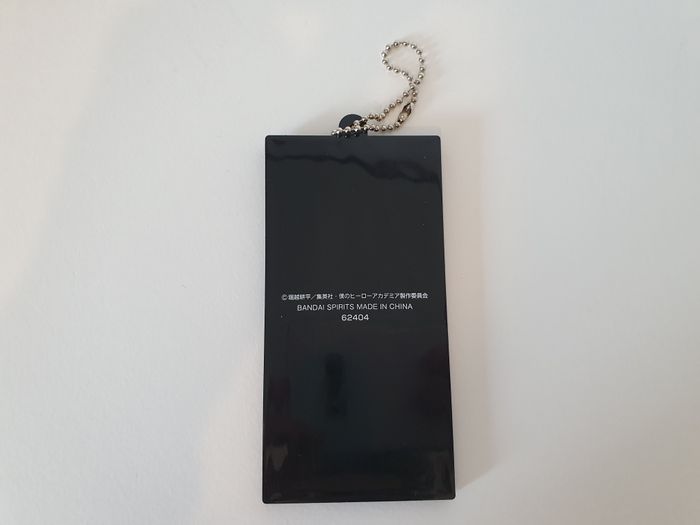 ©堀越耕平／集英社・僕のヒーローアカデミア製作委員会
BANDAI SPIRITS MADE IN CHINA
62404